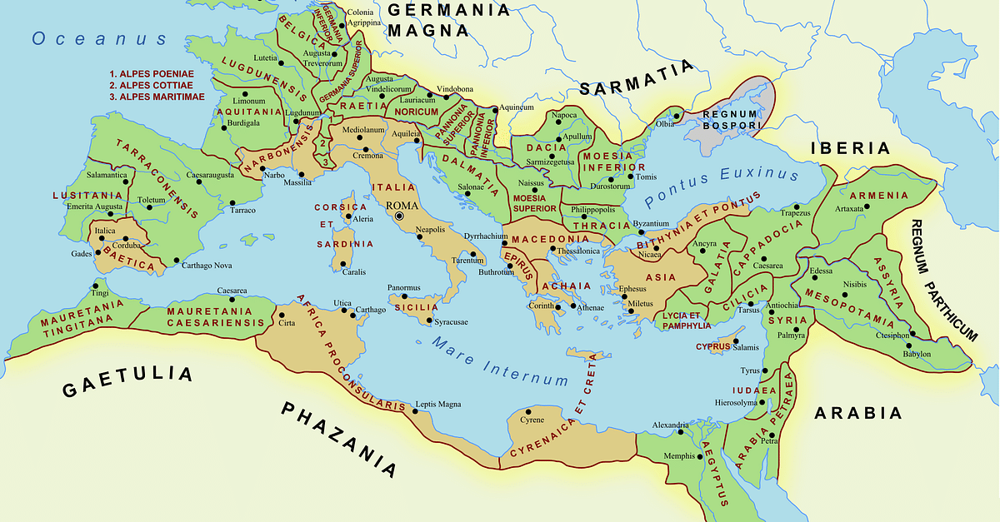 Oceanus
GERMANIA
MAGNA
GERMANIA
INFERIOR
Colonia
Agrippina
BELGICA
Augusta
Treverorum
Lutetia
LUGDUNENSIS
GERMANIA SUPERIOR
1. ALPES POENIAE
2. ALPES COTTIAE
3. ALPES MARITIMAE
Limonum
AQUITANIA
Burdigala
Lugdunum
NARBONENSIS
Narbo
Massilia
1
2
3
Augusta
Vindelicorum
RAETIA
Lauriacum
NORICUM
Vindobona
PANNONIA
SUPERIOR
PANNONIA
INFERIOR
Aquincum
SARMATIA
Napoca
Apullum
DACIA
Sarmizegetusa
MOESIA
INFERIOR
Tomis
Durostorum
Olbia
REGNUM
BOSPORI
IBERIA
Pontus Euxinus
Mediolanum
Cremona
Aquileia
ITALIA
ROMA
Neapolis
Tarentum
DALMATIA
Salonae
Naissus
MOESIA
SUPERIOR
Philippopolis
THRACIA
Byzantium
Dyrrhachium
MACEDONIA
Thessalonica
EPIRUS
Buthrotum
ACHAIA
Corinth
Athenae
TARRACONENSIS
Salamantica
Caesaraugusta
LUSITANIA
Emerita Augusta
Toletum
Tarraco
Italica
Corduba
Gades
BAETICA
Carthago Nova
CORSICA
ET
SARDINIA
Aleria
Caralis
Panormus
SICILIA
Syracusae
BITHYNIA ET PONTUS
Nicaea
ASIA
Ephesus
Miletus
Ancyra
GALATIA
CAPPADOCIA
Caesarea
Trapezus
ARMENIA
Artaxata
REGNUM PARTHICUM
LYCIA ET
PAMPHYLIA
CILICIA
Tarsus
Antiochia
SYRIA
Palmyra
Edessa
Nisibis
MESOPOTAMIA
ASSYRIA
Ctesiphon
Babylon
CYPRUS
Salamis
Tyrus
IUDAEA
Hierosolyma
ARABIA PETRAEA
Petra
ARABIA
Tingi
MAURETANIA
TINGITANA
Caesarea
MAURETANIA
CAESARIENSIS
Cirta
Utica
Carthago
AFRICA PROCONSULARIS
Leptis Magna
Mare Internum
Cyrene
CYRENAICA ET CRETA
Alexandria
Memphis
AEGYPTUS
GAETULIA
PHAZANIA